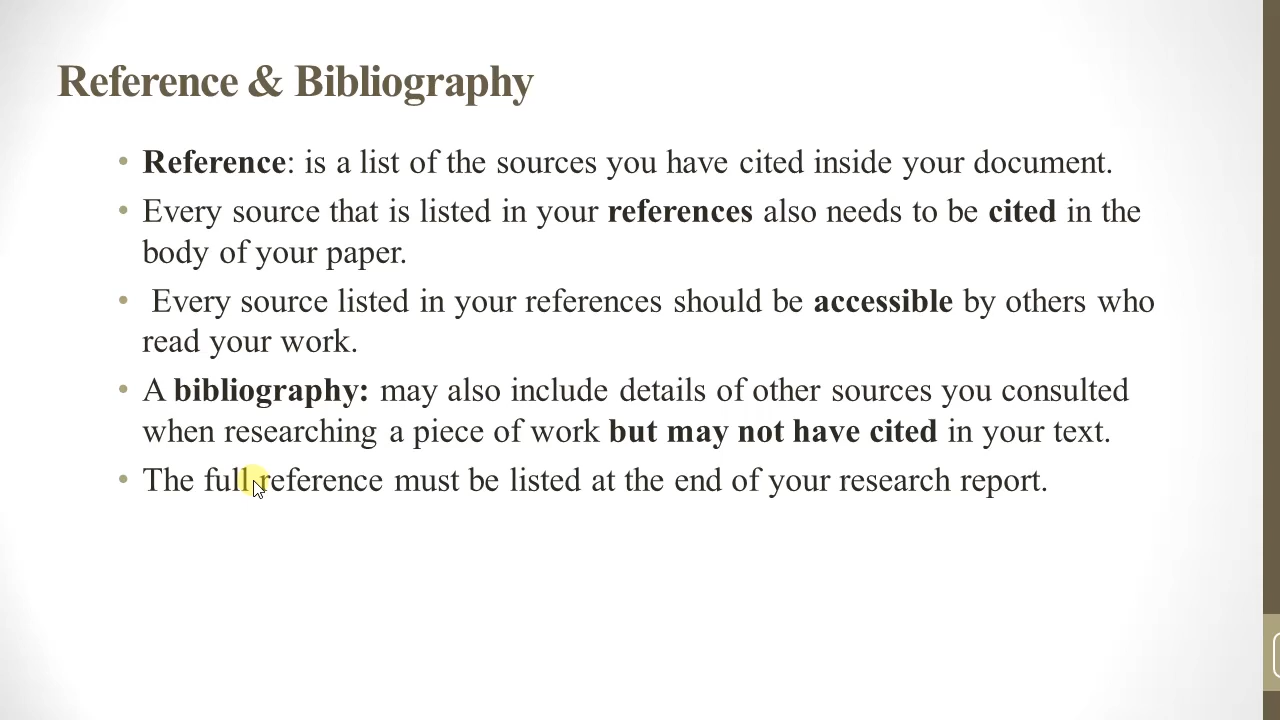 Reference & Bibliography
• Reference: is a list of the sources you have cited inside your document.
• Every source that is listed in your references also needs to be cited in the
body of your paper.
• Every source listed in your references should be accessible by others who
read your work.
• A bibliography: may also include details of other sources you consulted
when researching a piece of work but may not have cited in your text.
• The full reference must be listed at the end of your research report.